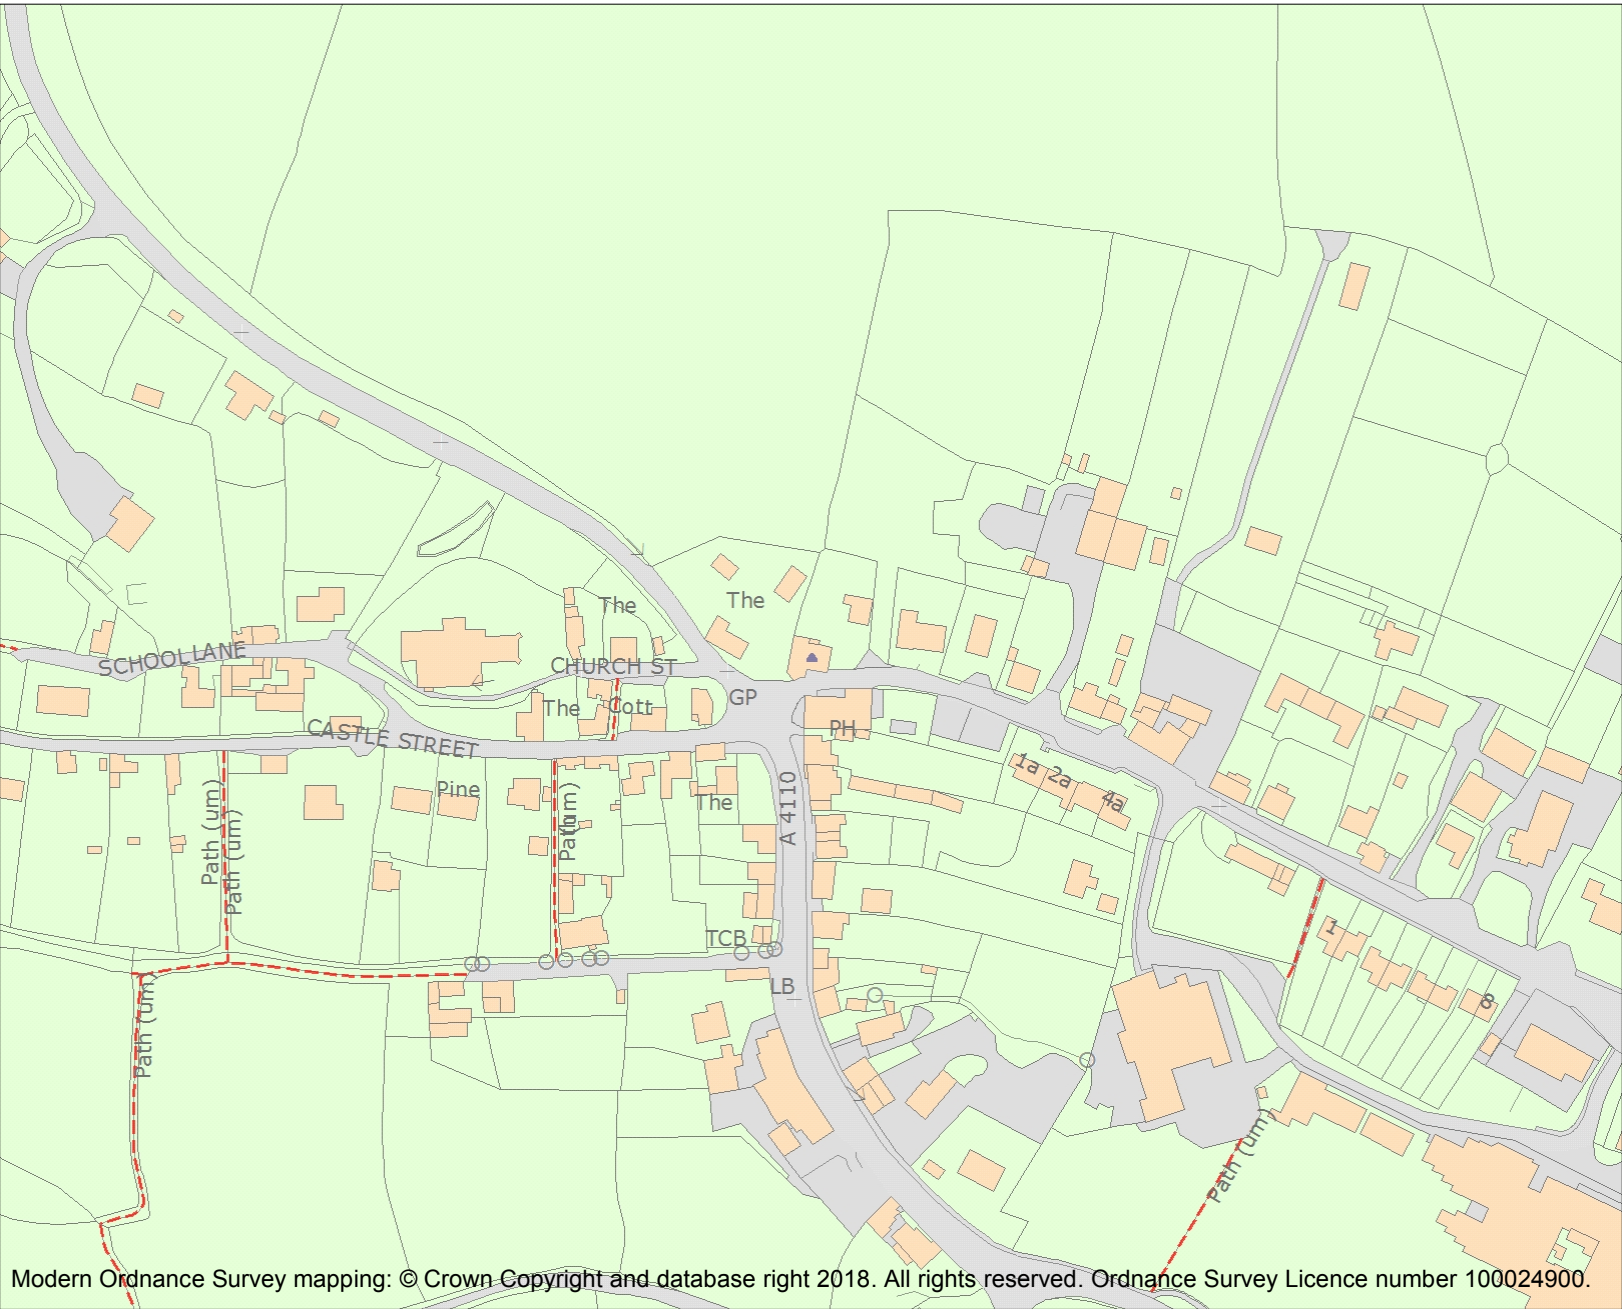 The
The
SCHOOL LANE
CHURCH ST
The
Cott
GP
PH
CASTLE STREET
1a
2a
4a
Pine
The
A 4110
Path (um)
Path (um)
TCB
LB
1
8
Path (um)
Path (um)
Modern Ordnance Survey mapping: © Crown Copyright and database right 2018. All rights reserved. Ordnance Survey Licence number 100024900.